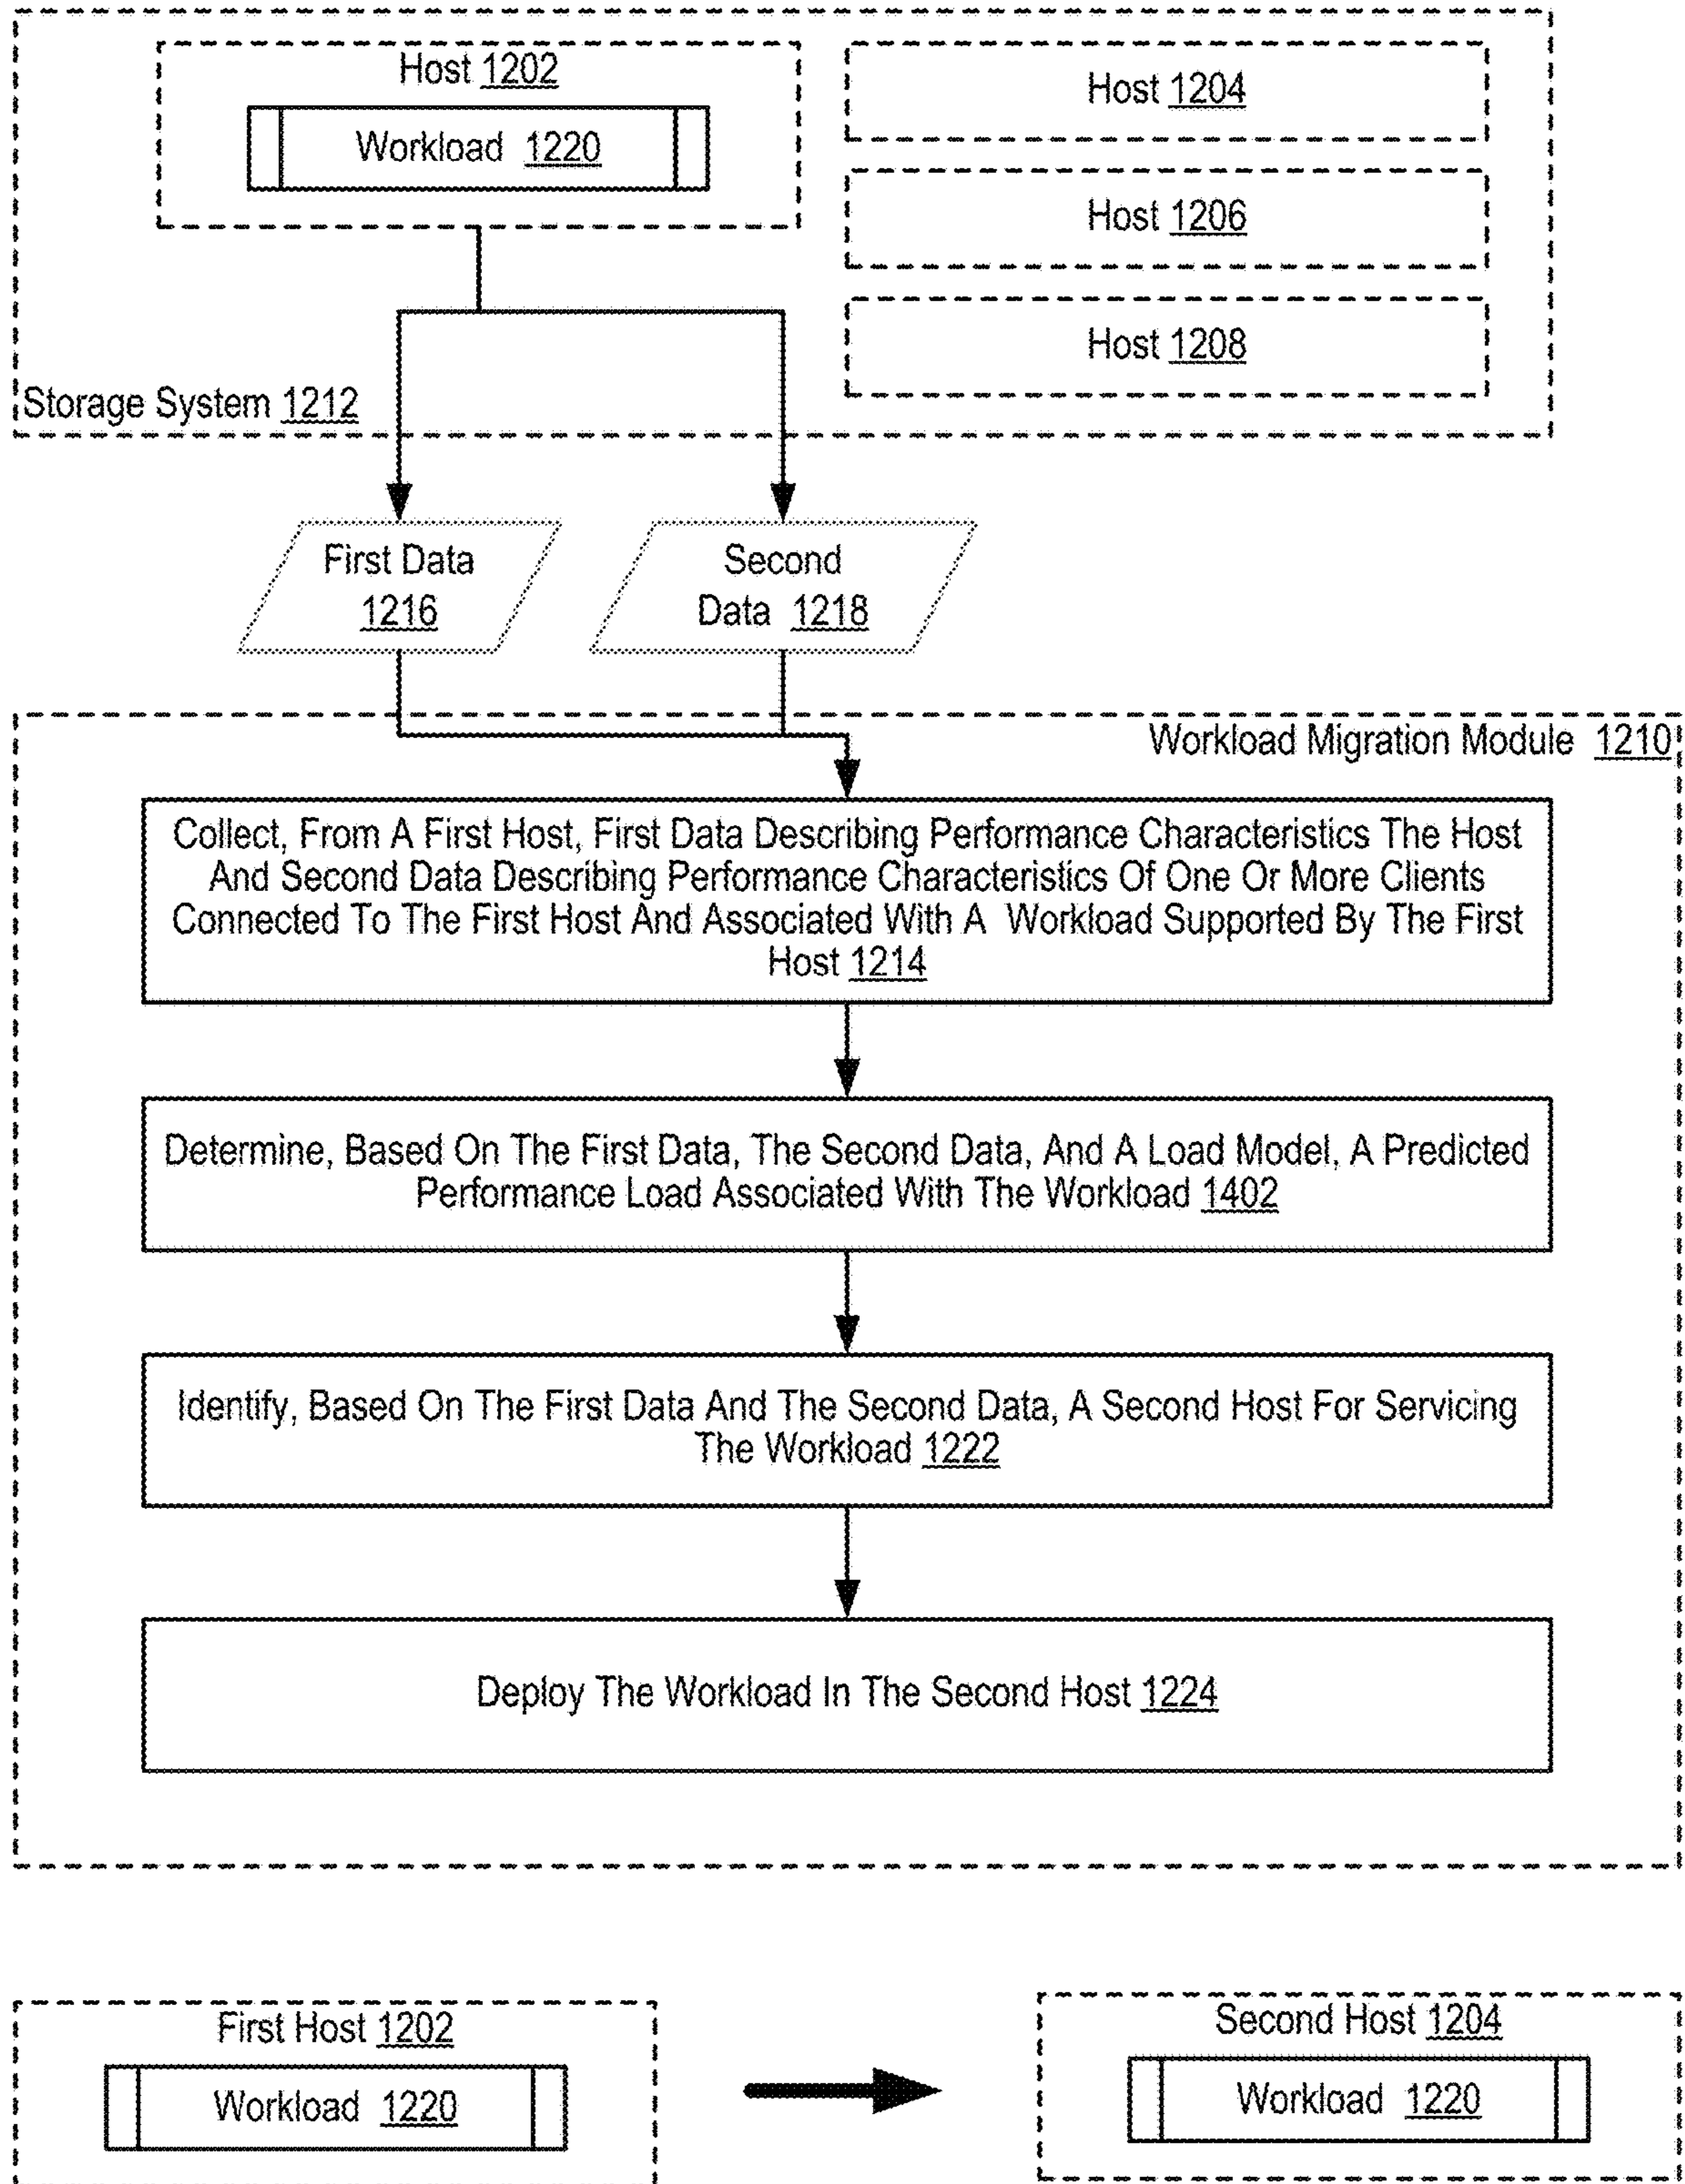 Host 1202
Workload 1220
Host 1204
Host 1206
Host 1208
Storage System 1212
First Data
1216
Second
Data 1218
Workload Migration Module 1210
Collect, From A First Host, First Data Describing Performance Characteristics The Host
And Second Data Describing Performance Characteristics Of One Or More Clients
Connected To The First Host And Associated With A Workload Supported By The First
Host 1214
Determine, Based On The First Data, The Second Data, And A Load Model, A Predicted
Performance Load Associated With The Workload 1402
Identify, Based On The First Data And The Second Data, A Second Host For Servicing
The Workload 1222
Deploy The Workload In The Second Host 1224
First Host 1202
Workload 1220
Second Host 1204
Workload 1220